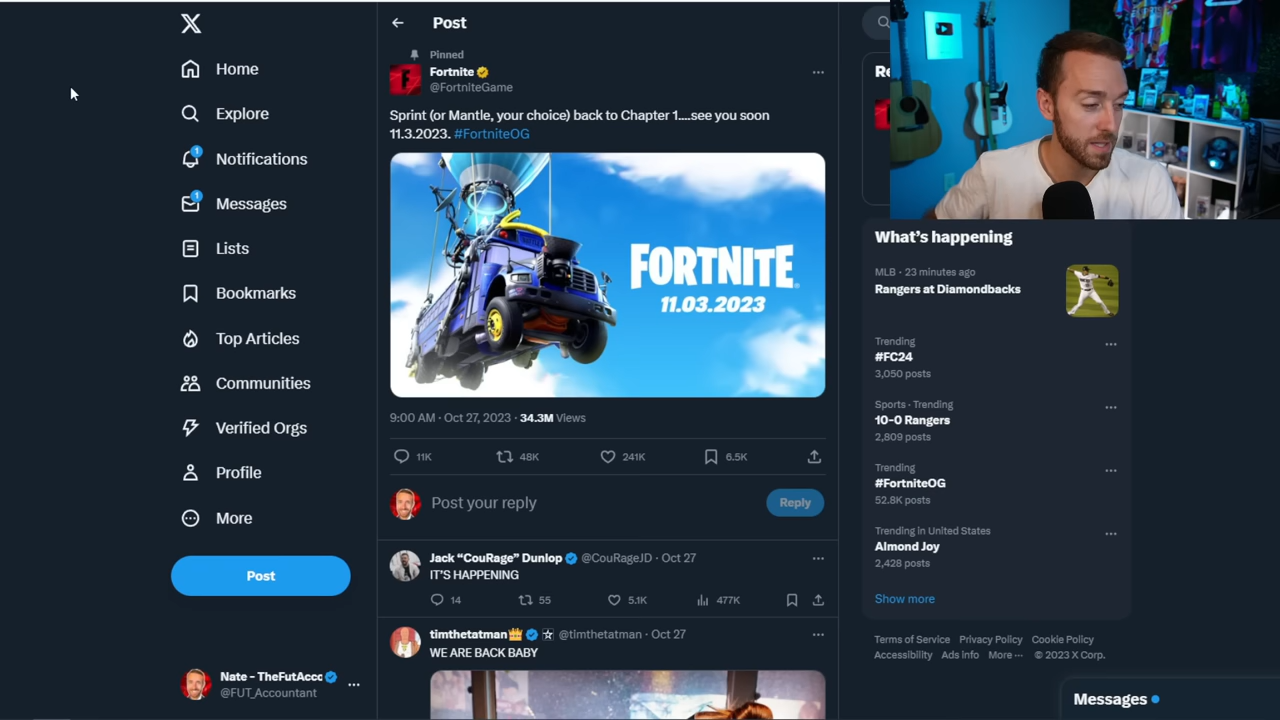 Home
Explore
1
Notifications
1
Messages
Lists
Bookmarks
Top Articles
Communities
Verified Orgs
Profile
More
Post
Nate - TheFutAccc
@FUT_Accountant
Post
Pinned
Fortnite
@FortniteGame
Sprint (or Mantle, your choice) back to Chapter 1....see you soon
11.3.2023. #FortniteOG
FORTNITE
11.03.2023
9:00 AM · Oct 27, 2023 · 34.3M Views
11K 48K 241K 6.5K
Post your reply
Reply
Jack “CouRage” Dunlop @CouRageJD · Oct 27
IT'S HAPPENING
14 55 5.1K 477K
timthetatman @timthetatman · Oct 27
WE ARE BACK BABY
Re
What's happening
MLB · 23 minutes ago
Rangers at Diamondbacks
Trending
#FC24
3,050 posts
Sports · Trending
10-0 Rangers
2,809 posts
Trending
#FortniteOG
52.8K posts
Trending in United States
Almond Joy
2,428 posts
Show more
Terms of Service Privacy Policy Cookie Policy
Accessibility Ads info More ··· © 2023 X Corp.
Messages